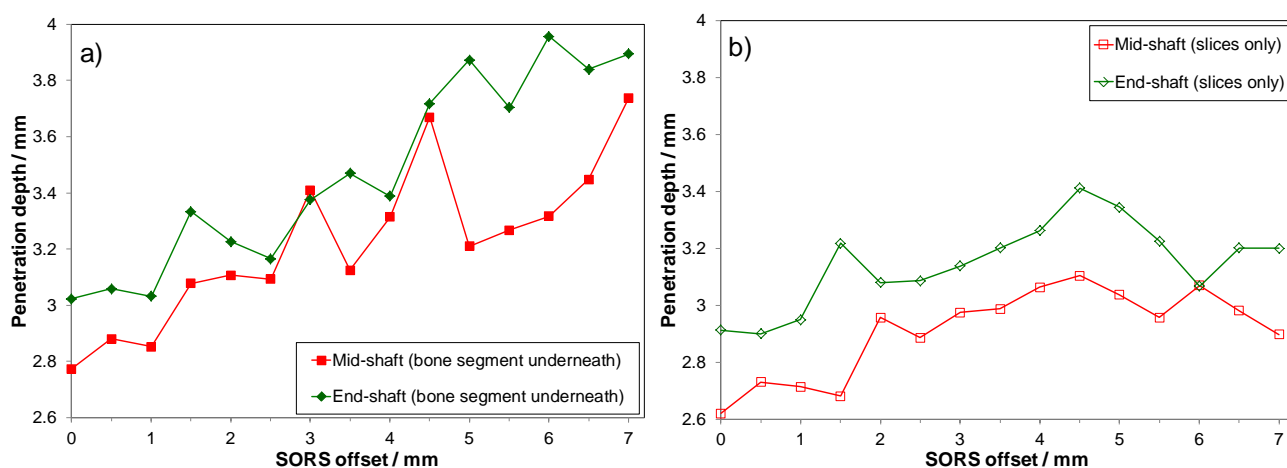 a)
Penetration depth / mm
4
3.8
3.6
3.4
3.2
3
2.8
2.6
Mid-shaft (bone segment underneath)
End-shaft (bone segment underneath)
0 1 2 3 4 5 6 7
SORS offset / mm
b)
Penetration depth / mm
4
3.8
3.6
3.4
3.2
3
2.8
2.6
Mid-shaft (slices only)
End-shaft (slices only)
0 1 2 3 4 5 6 7
SORS offset / mm